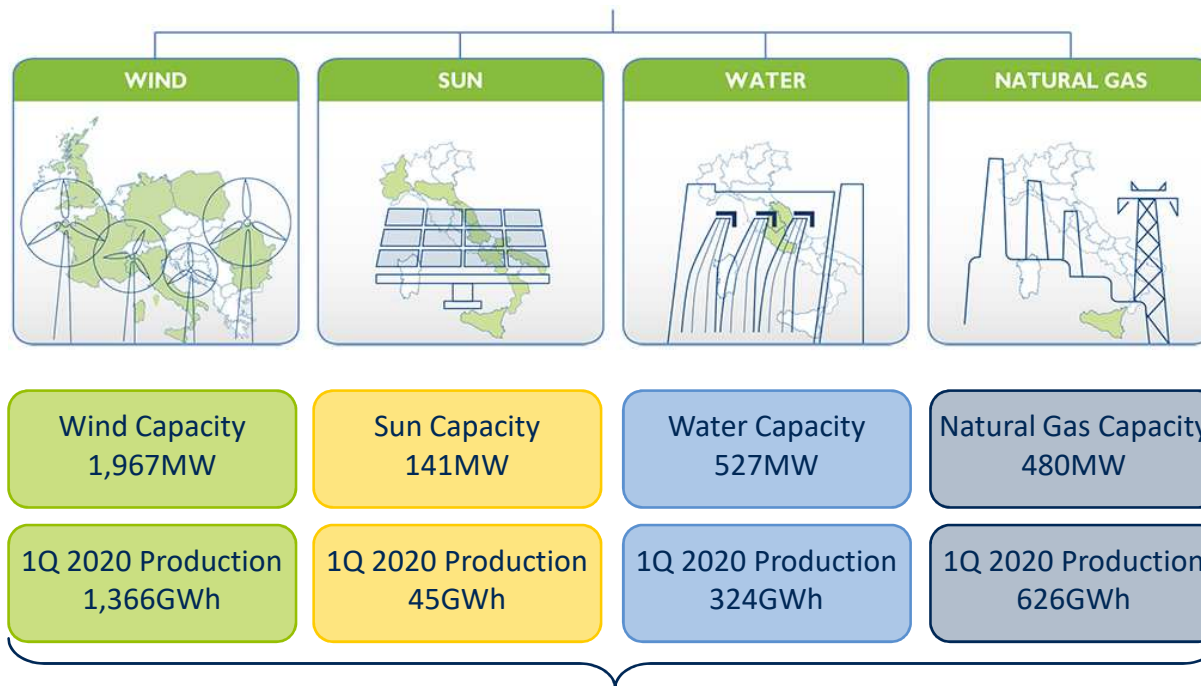 WIND
SUN
WATER
NATURAL GAS
Wind Capacity
1,967MW
Sun Capacity
141MW
Water Capacity
527MW
Natural Gas Capacity
480MW
1Q 2020 Production
1,366GWh
1Q 2020 Production
45GWh
1Q 2020 Production
324GWh
1Q 2020 Production
626GWh